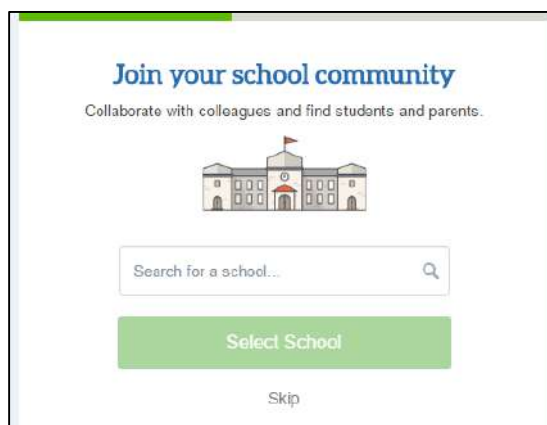 Join your school community
Collaborate with colleagues and find students and parents.
Search for a school...
Select School
Skip